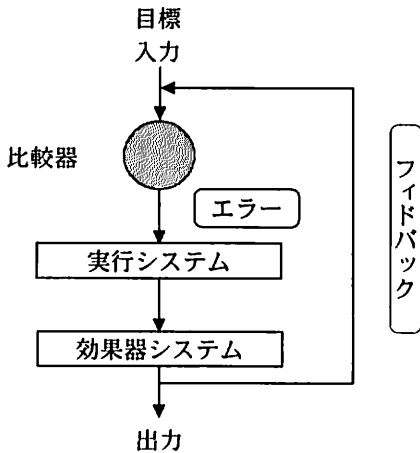 目標
入力
比較器
エラー
実行システム
効果器システム
出力
フィドバック